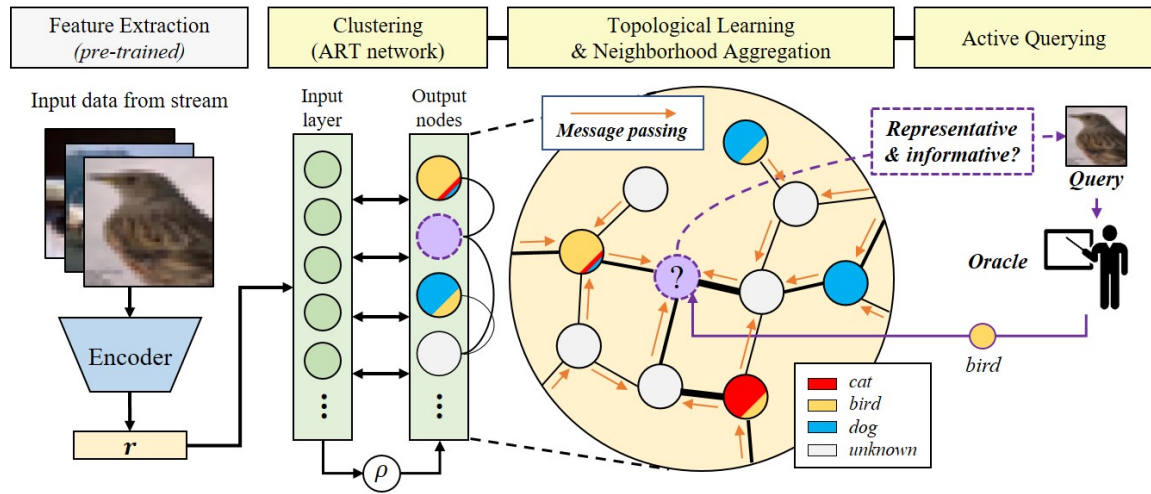 Feature Extraction
(pre-trained)
Clustering
(ART network)
Topological Learning
& Neighborhood Aggregation
Active Querying
Input data from stream
Input
layer
Output
nodes
Message passing
Representative
& informative?
Query
Oracle
?
Encoder
bird
cat
bird
dog
unknown
r
ρ